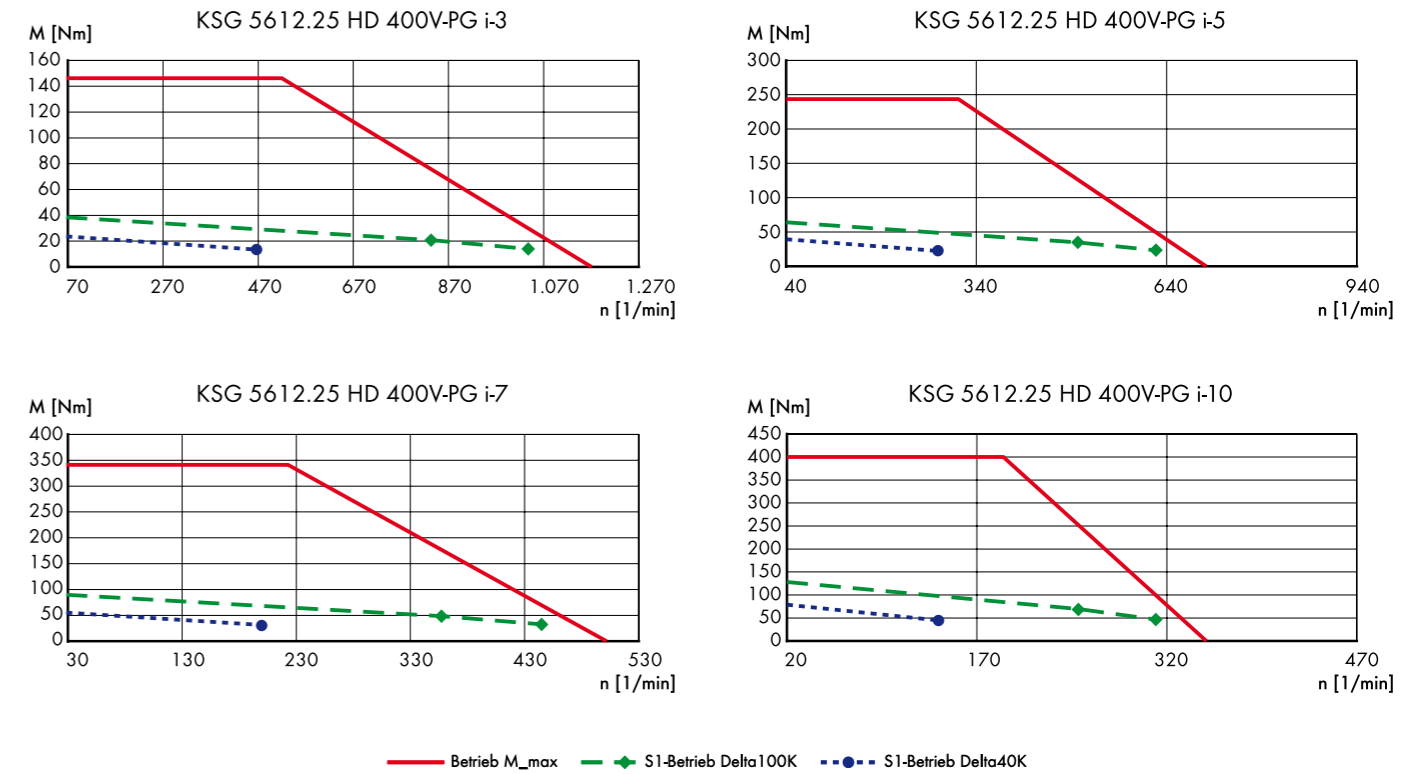 KSG 5612.25 HD 400V-PG i-3
M [Nm]
160
140
120
100
80
60
40
20
0
70 270 470 670 870 1.070 1.270
n [1/min]
KSG 5612.25 HD 400V-PG i-5
M [Nm]
300
250
200
150
100
50
0
40 340 640 940
n [1/min]
KSG 5612.25 HD 400V-PG i-7
M [Nm]
400
350
300
250
200
150
100
50
0
30 130 230 330 430 530
n [1/min]
KSG 5612.25 HD 400V-PG i-10
M [Nm]
450
400
350
300
250
200
150
100
50
0
20 170 320 470
n [1/min]
Betrieb M_max S1-Betrieb Delta100K S1-Betrieb Delta40K